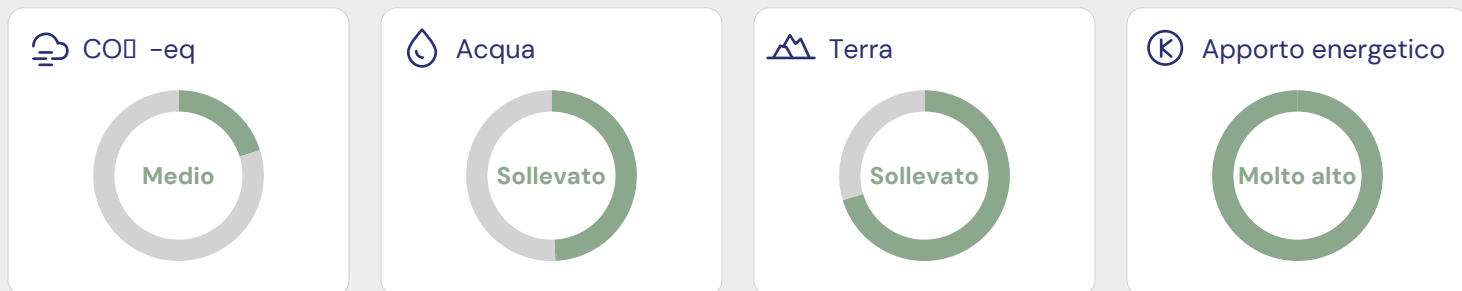 CO▯ -eq
Medio
Acqua
Sollevato
Terra
Sollevato
Apporto energetico
Molto alto